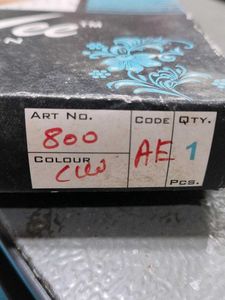 Art No. Code Qty.
800 AE 1
Colour
Pcs.